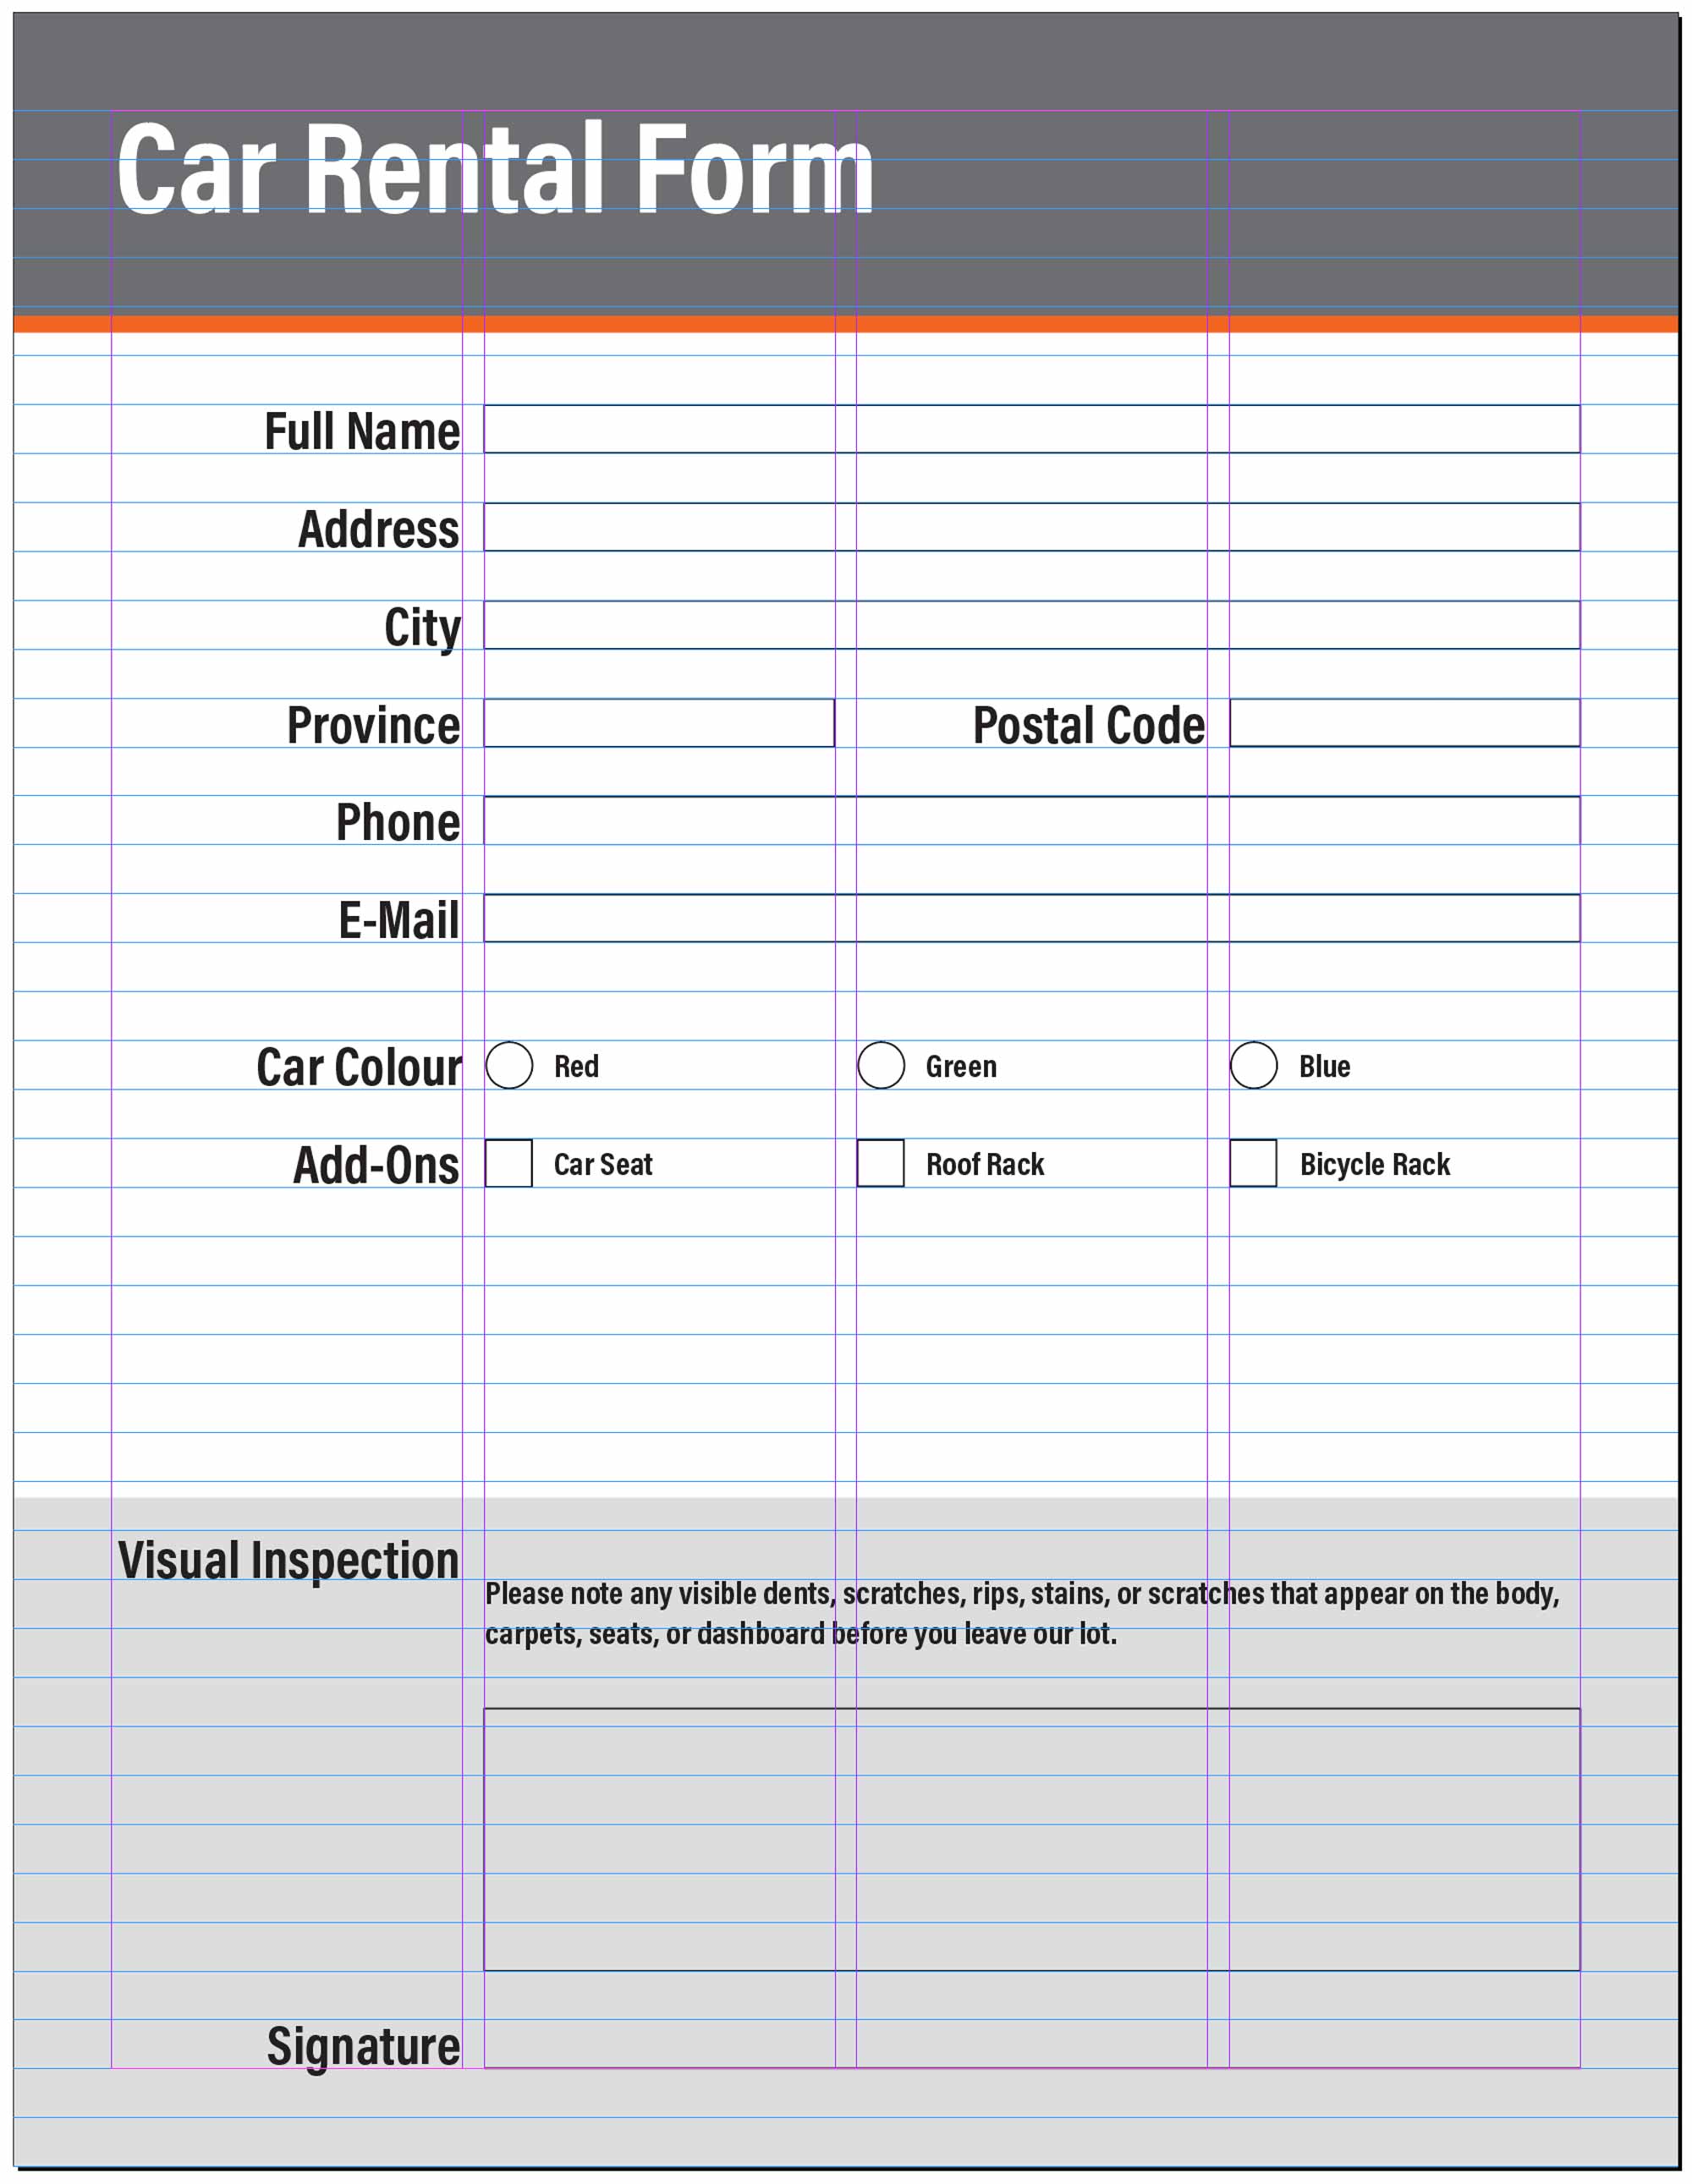 Car Rental Form
Full Name
Address
City
Province Postal Code
Phone
E-Mail
Car Colour Red Green Blue
Add-Ons Car Seat Roof Rack Bicycle Rack
Visual Inspection
Please note any visible dents, scratches, rips, stains, or scratches that appear on the body,
carpets, seats, or dashboard before you leave our lot.
Signature